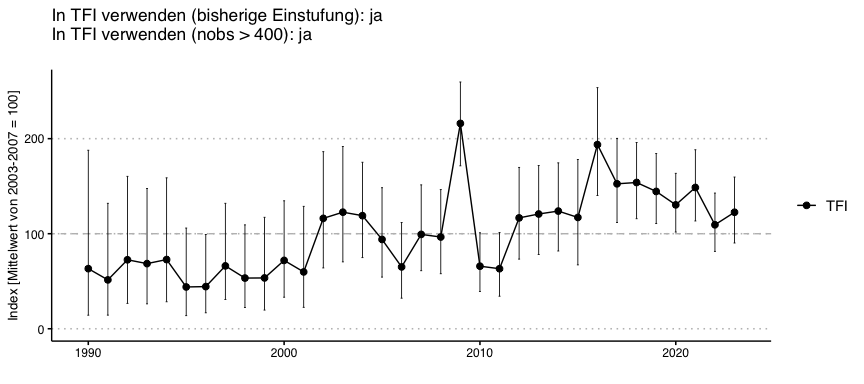 In TFI verwenden (bisherige Einstufung): ja
In TFI verwenden (nobs > 400): ja
Index [Mittelwert von 2003-2007 = 100]
200
100
0
1990
2000
2010
2020
TFI